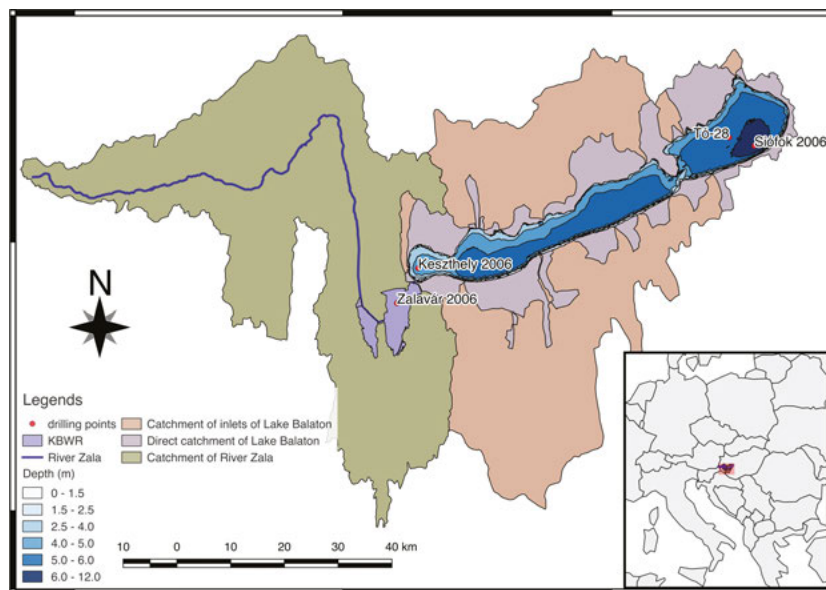 Tó-28
Siófok 2006
Keszthely 2006
Zalavár 2006
N
Legends
drilling points
KBWR
River Zala
Catchment of inlets of Lake Balaton
Direct catchment of Lake Balaton
Catchment of River Zala
Depth (m)
0 - 1.5
1.5 - 2.5
2.5 - 4.0
4.0 - 5.0
5.0 - 6.0
6.0 - 12.0
10 0 10 20 30 40 km